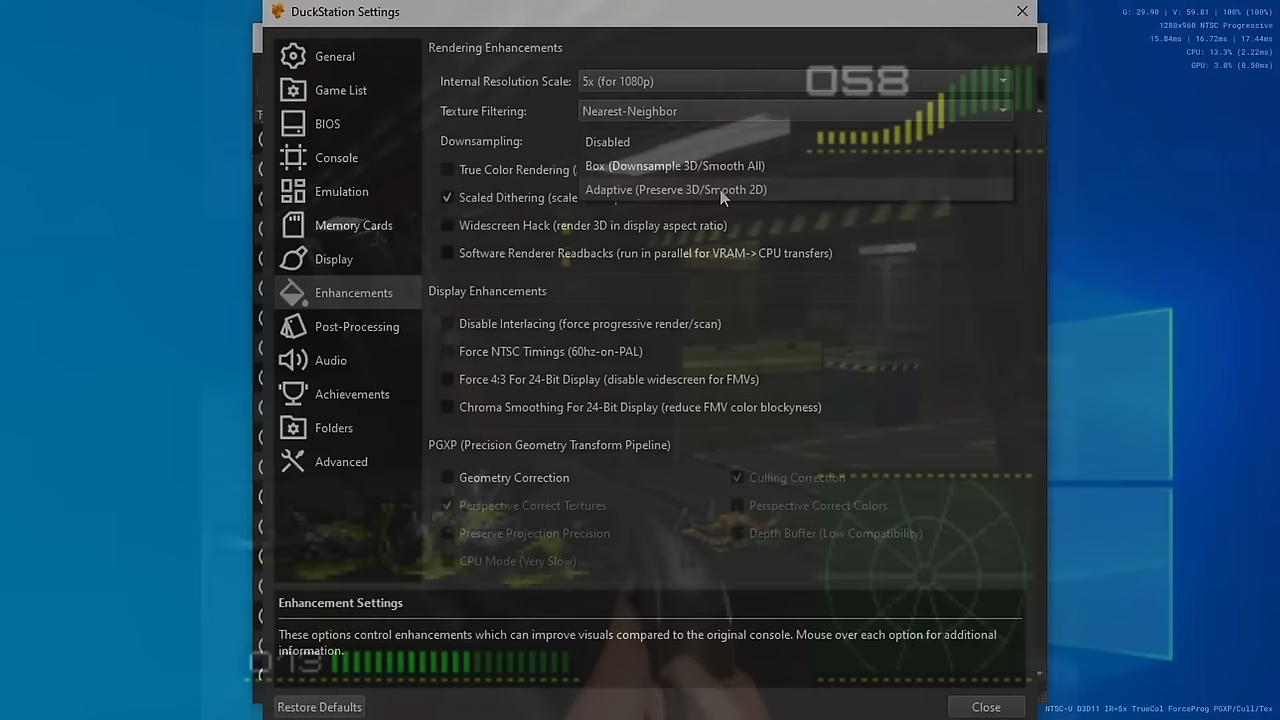 DuckStation Settings
G: 29.90 | V: 59.81 | 100% (100%)
1280x960 NTSC Progressive
15.84ms | 16.72ms | 17.44ms
CPU: 13.3% (2.22ms)
GPU: 3.0% (0.50ms)
General
Game List
BIOS
Console
Emulation
Memory Cards
Display
Enhancements
Post-Processing
Audio
Achievements
Folders
Advanced
Rendering Enhancements
Internal Resolution Scale: 5x (for 1080p)
058
Texture Filtering: Nearest-Neighbor
Downsampling: Disabled
Box (Downsample 3D/Smooth All)
Adaptive (Preserve 3D/Smooth 2D)
True Color Rendering (
Scaled Dithering (scale
Widescreen Hack (render 3D in display aspect ratio)
Software Renderer Readbacks (run in parallel for VRAM->CPU transfers)
Display Enhancements
Disable Interlacing (force progressive render/scan)
Force NTSC Timings (60hz-on-PAL)
Force 4:3 For 24-Bit Display (disable widescreen for FMVs)
Chroma Smoothing For 24-Bit Display (reduce FMV color blockyness)
PGXP (Precision Geometry Transform Pipeline)
Geometry Correction
Culling Correction
Perspective Correct Textures
Perspective Correct Colors
Preserve Projection Precision
Depth Buffer (Low Compatibility)
CPU Mode (Very Slow)
Enhancement Settings
These options control enhancements which can improve visuals compared to the original console. Mouse over each option for additional
information.
013
Restore Defaults
Close
NTSC-U D3D11 IR=5x TrueCol ForceProg PGXP/Cull/Tex